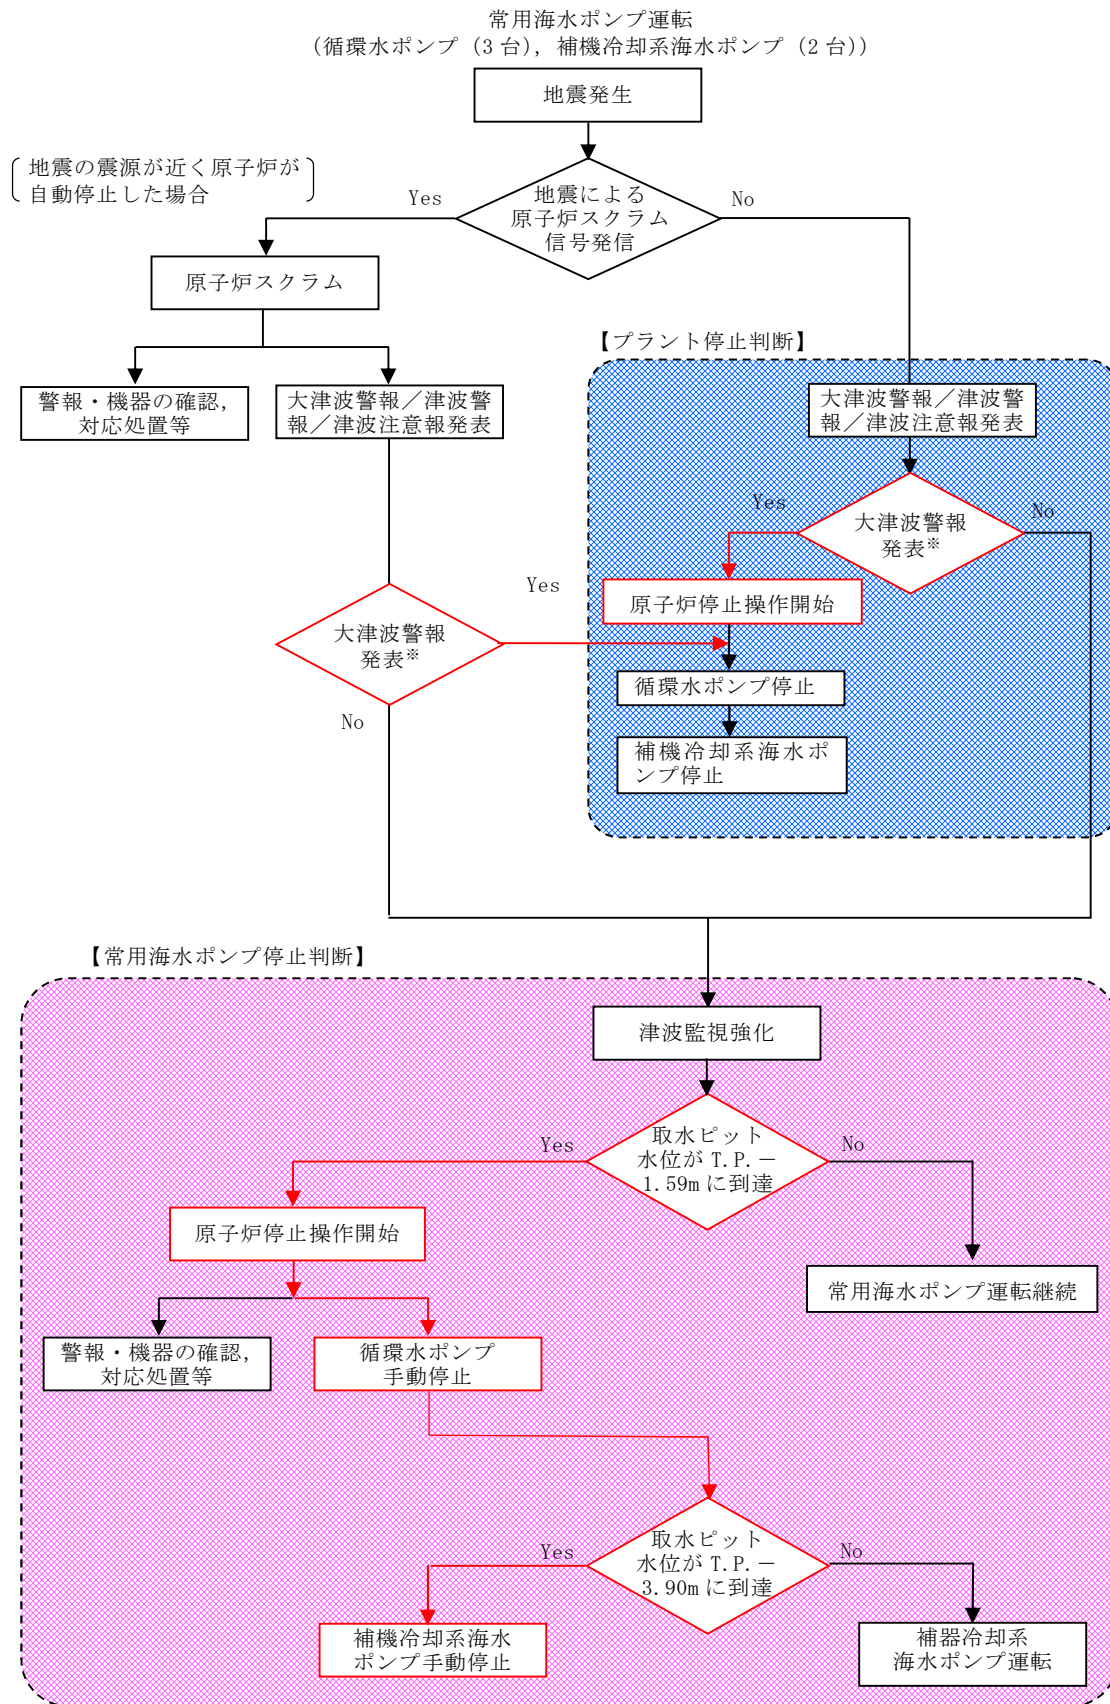 常用海水ポンプ運転
（循環水ポンプ（3台），補機冷却系海水ポンプ（2台））
地震発生
地震の震源が近く原子炉が
自動停止した場合
Yes
地震による
原子炉スクラム
信号発信
No
原子炉スクラム
【プラント停止判断】
警報・機器の確認，
対応処置等
大津波警報／津波警
報／津波注意報発表
大津波警報／津波警
報／津波注意報発表
Yes
大津波警報
発表※
No
原子炉停止操作開始
Yes
大津波警報
発表※
No
循環水ポンプ停止
補機冷却系海水ポ
ンプ停止
【常用海水ポンプ停止判断】
津波監視強化
Yes
取水ピット
水位が T.P.－
1.59m に到達
No
原子炉停止操作開始
常用海水ポンプ運転継続
警報・機器の確認，
対応処置等
循環水ポンプ
手動停止
Yes
取水ピット
水位が T.P.－
3.90m に到達
No
補機冷却系海水
ポンプ手動停止
補器冷却系
海水ポンプ運転